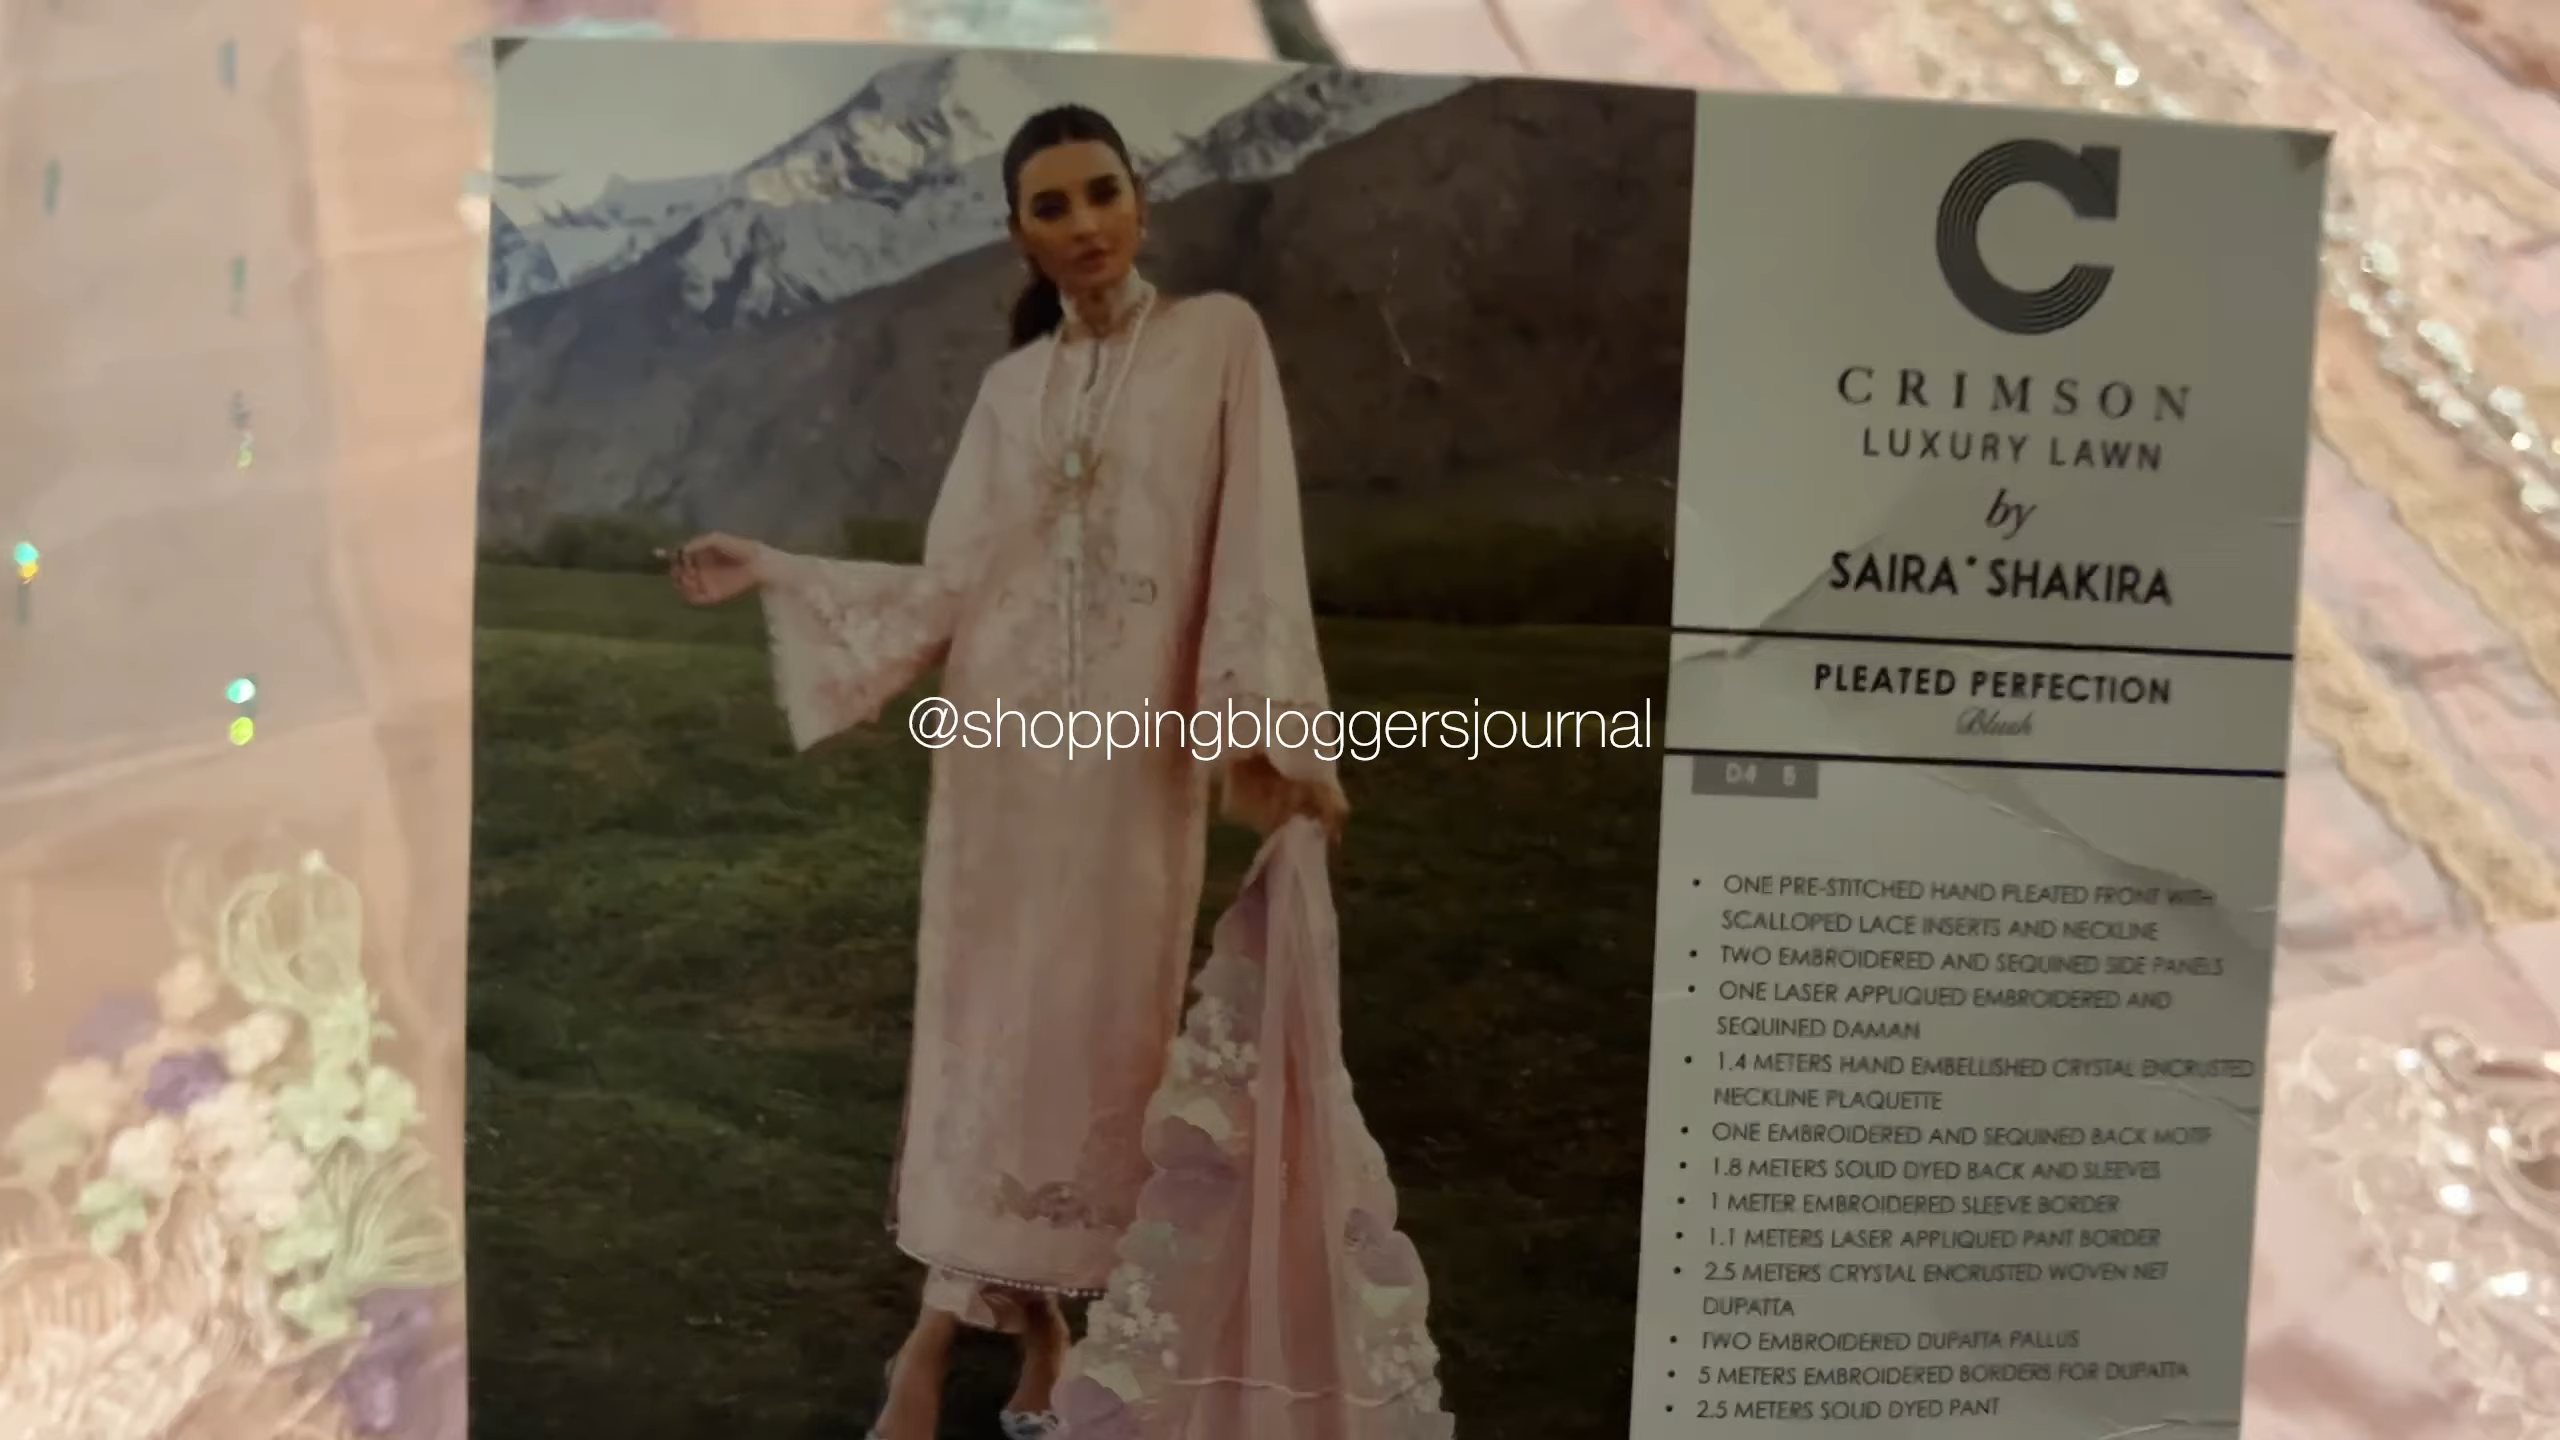 C
CRIMSON
LUXURY LAWN
by
SAIRA SHAKIRA
PLEATED PERFECTION
Blush
@shoppingbloggersjournal
• ONE PRE-STITCHED HAND PLEATED FRONT WITH
SCALLOPED LACE INSERTS AND NECKLINE
• TWO EMBROIDERED AND SEQUINED SIDE PANELS
• ONE LASER APPLIQUED EMBROIDERED AND
SEQUINED DAMAN
• 1.4 METERS HAND EMBELLISHED CRYSTAL ENCRUSTED
NECKLINE PLAQUETTE
• ONE EMBROIDERED AND SEQUINED BACK MOTIF
• 1.8 METERS SOLID DYED BACK AND SLEEVES
• 1 METER EMBROIDERED SLEEVE BORDER
• 1.1 METERS LASER APPLIQUED PANT BORDER
• 2.5 METERS CRYSTAL ENCRUSTED WOVEN NET
DUPATTA
• TWO EMBROIDERED DUPATTA PALLUS
• 5 METERS EMBROIDERED BORDERS FOR DUPATTA
• 2.5 METERS SOLID DYED PANT